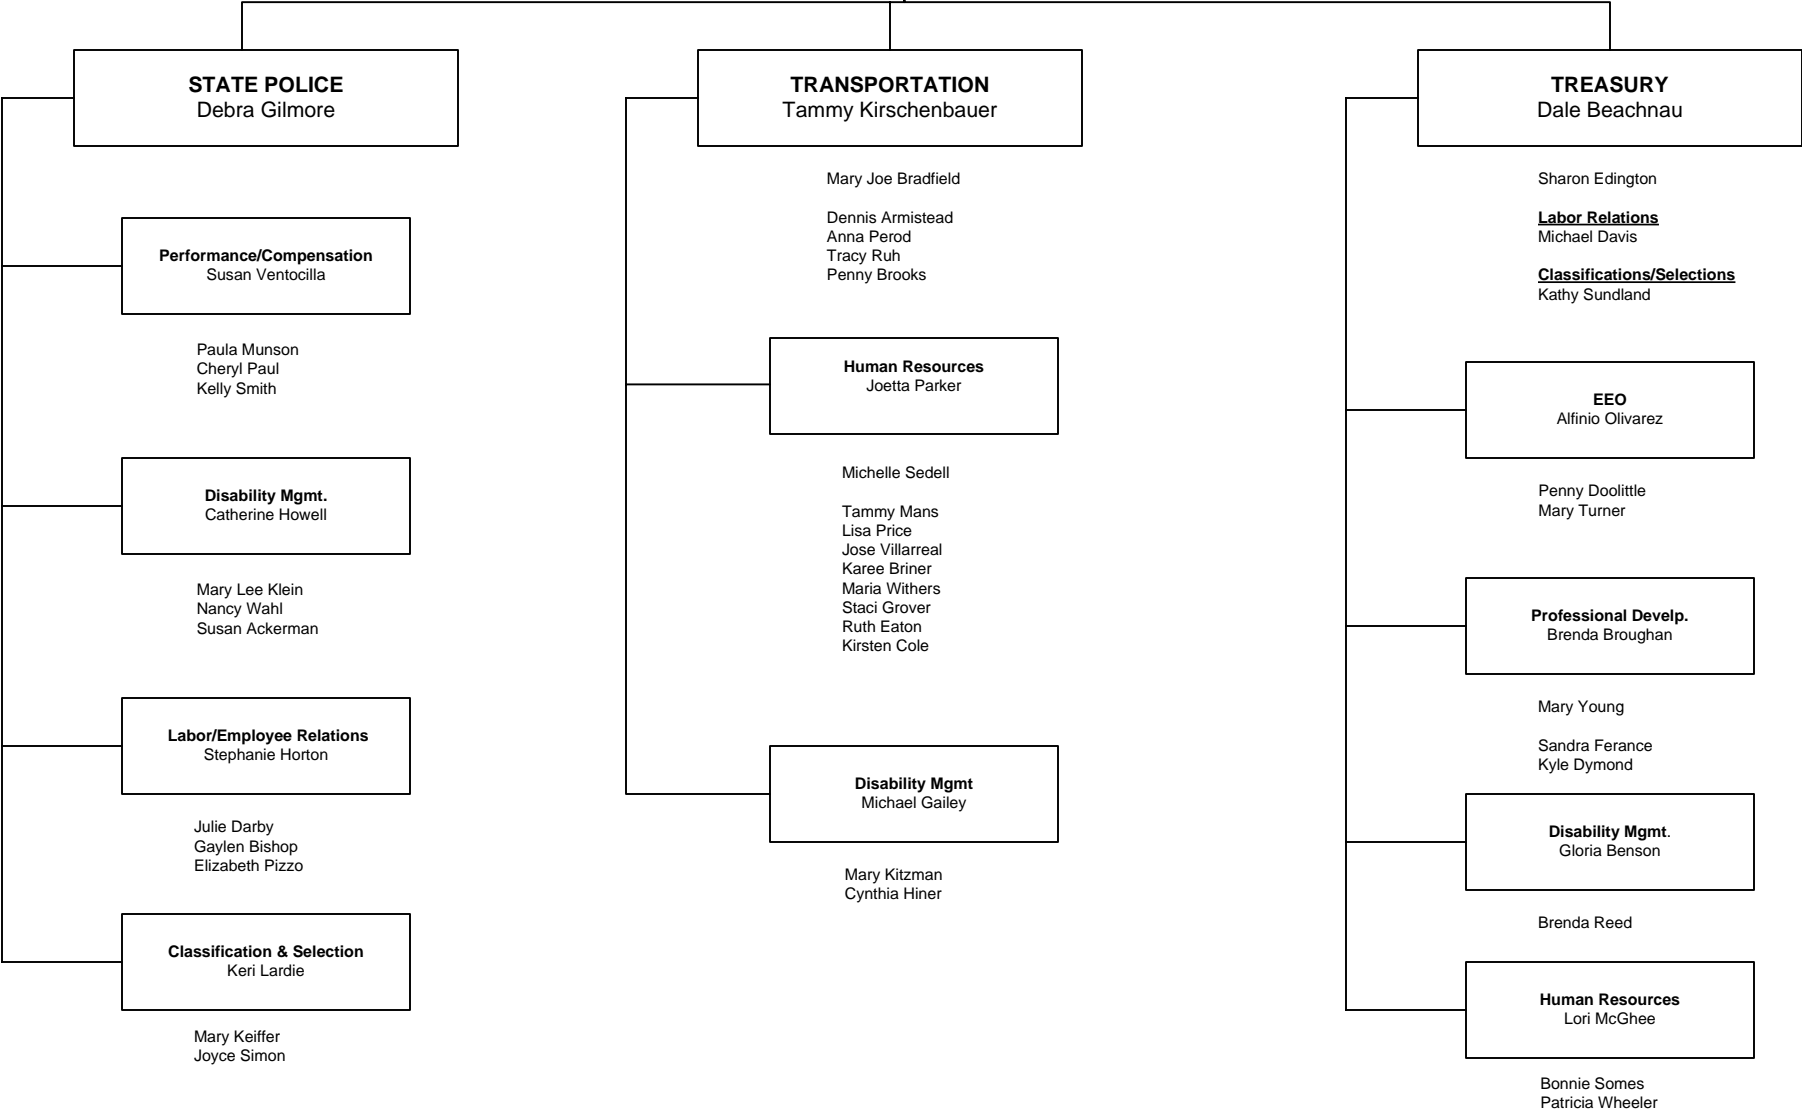 STATE POLICE
Debra Gilmore
Performance/Compensation
Susan Ventocilla
Paula Munson
Cheryl Paul
Kelly Smith
Disability Mgmt.
Catherine Howell
Mary Lee Klein
Nancy Wahl
Susan Ackerman
Labor/Employee Relations
Stephanie Horton
Julie Darby
Gaylen Bishop
Elizabeth Pizzo
Classification & Selection
Keri Lardie
Mary Keiffer
Joyce Simon
TRANSPORTATION
Tammy Kirschenbauer
Mary Joe Bradfield
Dennis Armistead
Anna Perod
Tracy Ruh
Penny Brooks
Human Resources
Joetta Parker
Michelle Sedell
Tammy Mans
Lisa Price
Jose Villarreal
Karee Briner
Maria Withers
Staci Grover
Ruth Eaton
Kirsten Cole
Disability Mgmt
Michael Gailey
Mary Kitzman
Cynthia Hiner
TREASURY
Dale Beachnau
Sharon Edington
Labor Relations
Michael Davis
Classifications/Selections
Kathy Sundland
EEO
Alfinio Olivarez
Penny Doolittle
Mary Turner
Professional Develp.
Brenda Broughan
Mary Young
Sandra Ferance
Kyle Dymond
Disability Mgmt.
Gloria Benson
Brenda Reed
Human Resources
Lori McGhee
Bonnie Somes
Patricia Wheeler